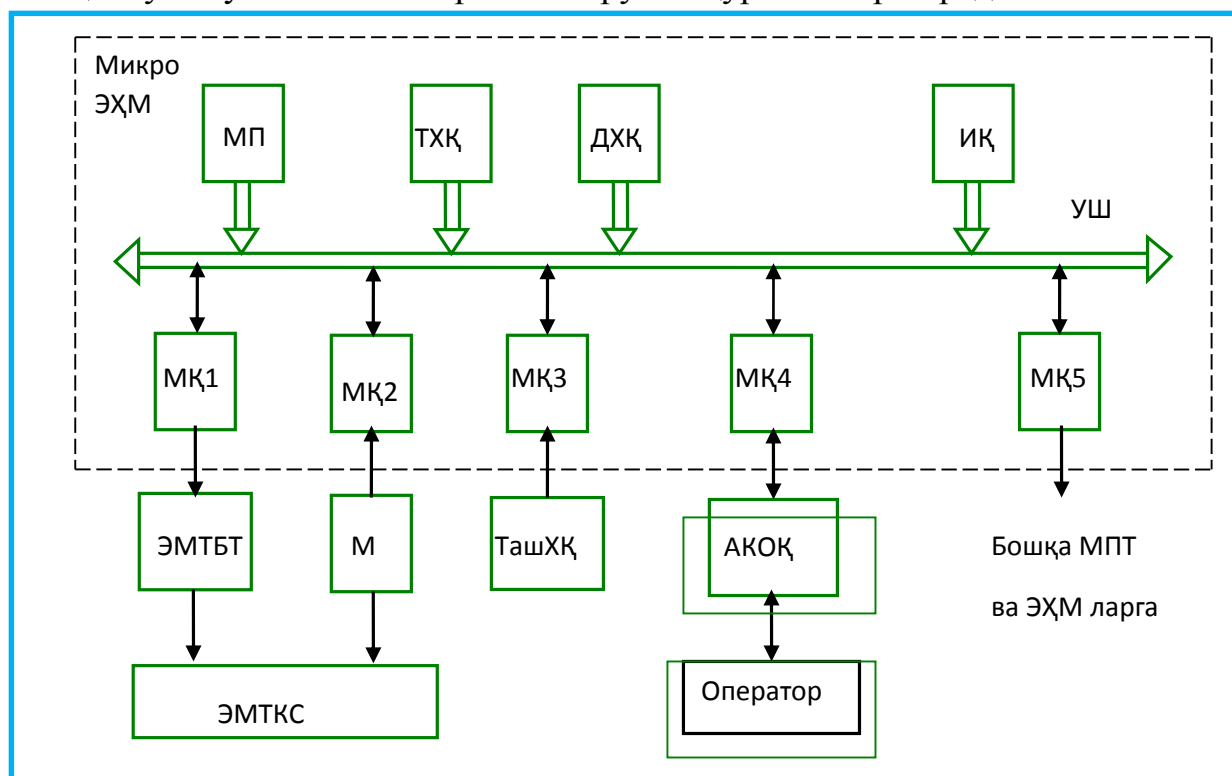 Микро
ЭҲМ
МП
ТХҚ
ДХҚ
ИҚ
УШ
МҚ1
МҚ2
МҚ3
МҚ4
МҚ5
ЭМТБТ
М
ТашХҚ
АКОҚ
Бошқа МПТ
ва ЭҲМ ларга
Оператор
ЭМТКС